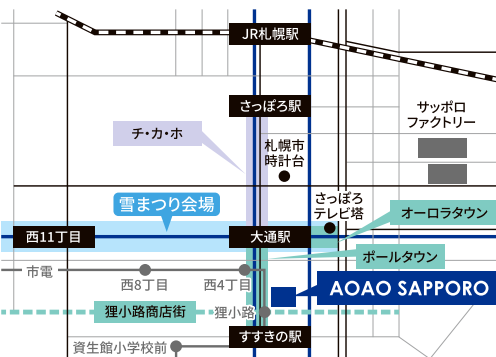 JR札幌駅
さっぽろ駅
サッポロ
ファクトリー
チ・カ・ホ
札幌市
時計台
雪まつり会場
さっぽろ
テレビ塔
オーロラタウン
西11丁目
大通駅
ポールタウン
市電
西8丁目
西4丁目
AOAO SAPPORO
狸小路商店街
狸小路
すすきの駅
資生館小学校前